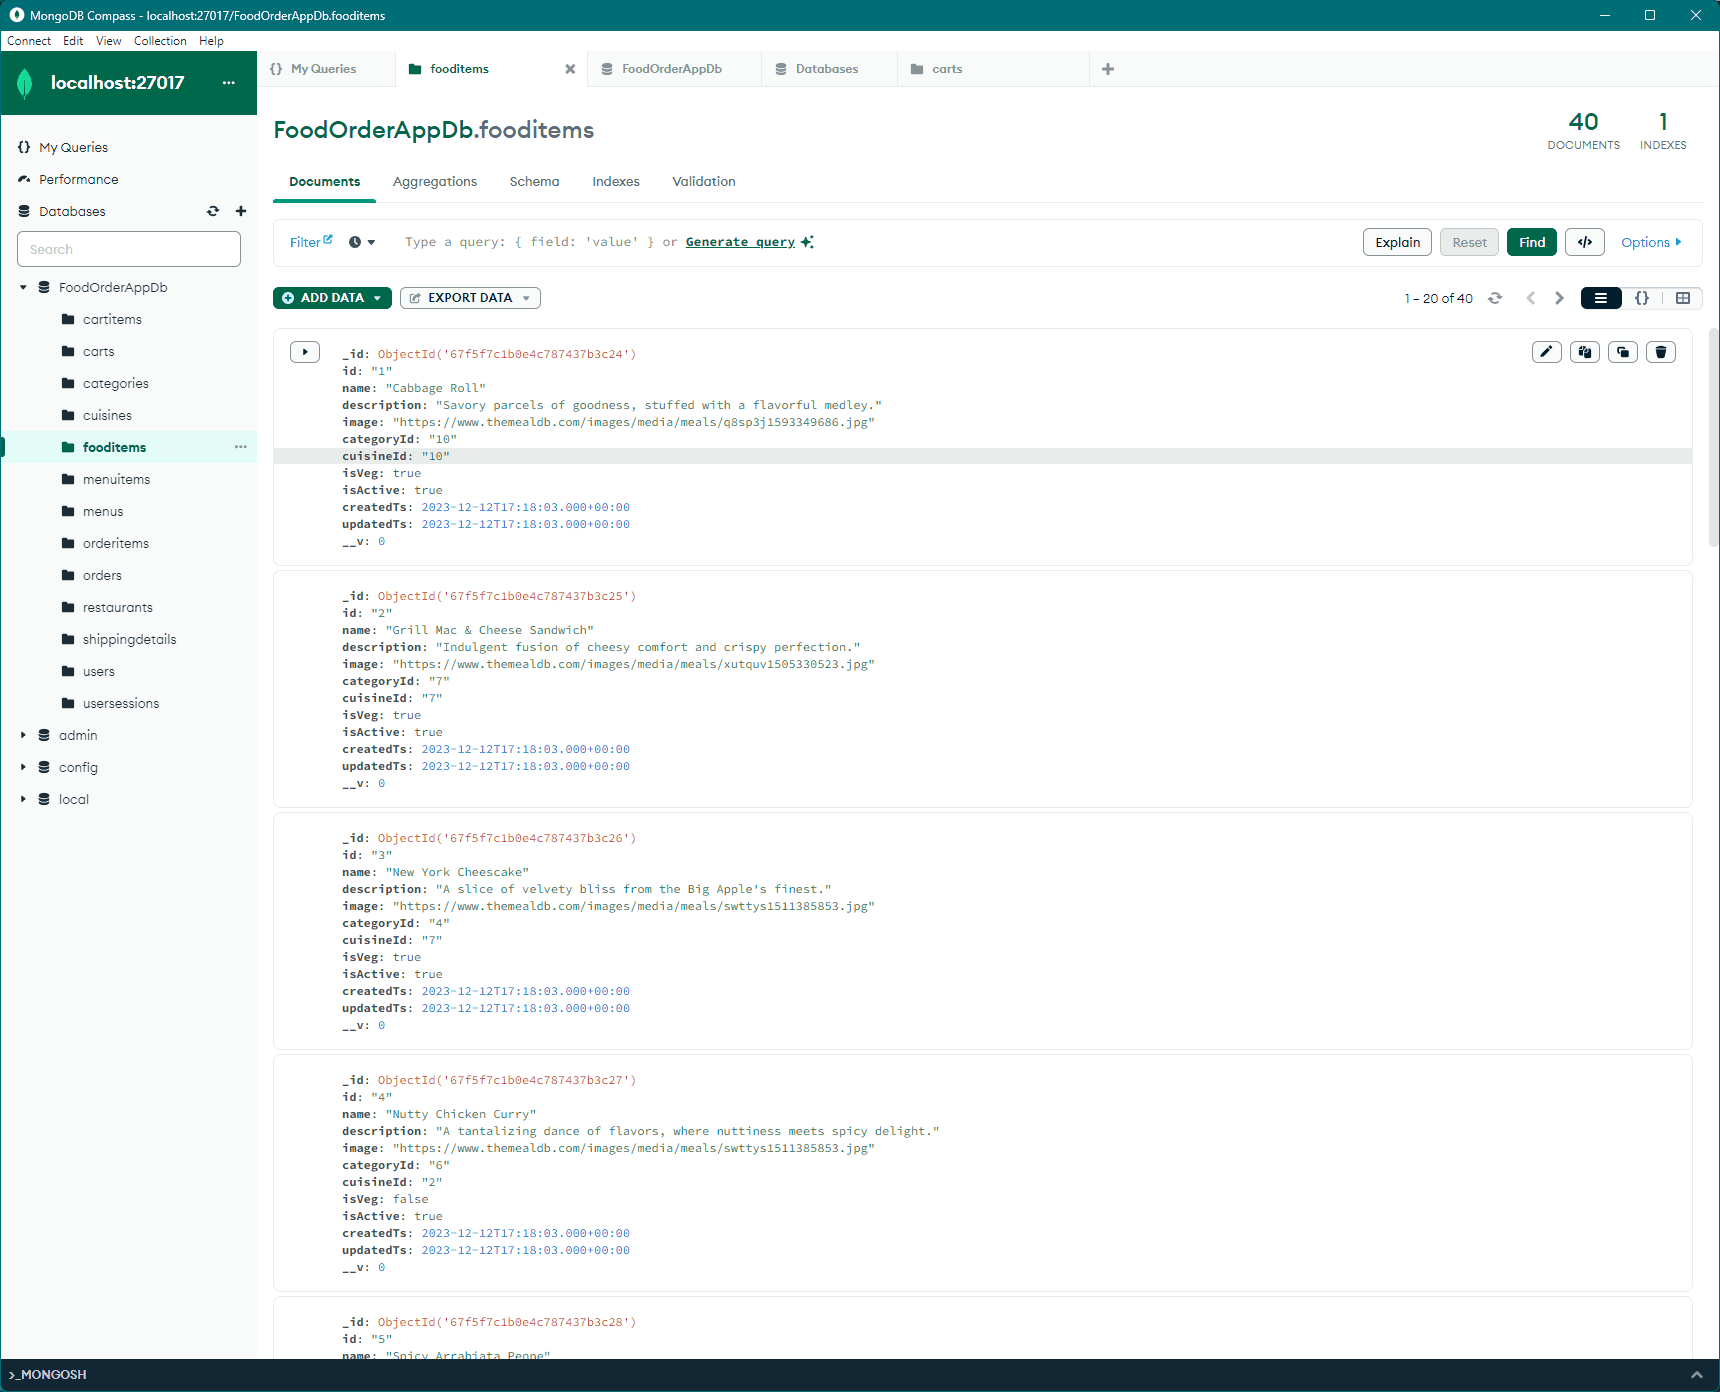 MongoDB Compass - localhost:27017/FoodOrderAppDb.fooditems
Connect Edit View Collection Help
localhost:27017
My Queries
fooditems
FoodOrderAppDb
Databases
carts
My Queries
Performance
Databases
Search
FoodOrderAppDb
cartitems
carts
categories
cuisines
fooditems
menuitems
menus
orderitems
orders
restaurants
shippingdetails
users
usersessions
admin
config
local
FoodOrderAppDb.fooditems
40
DOCUMENTS
1
INDEXES
Documents Aggregations Schema Indexes Validation
Filter Type a query: { field: 'value' } or Generate query
Explain Reset Find </> Options
ADD DATA EXPORT DATA
1 – 20 of 40
{}
_id: ObjectId('67f5f7c1b0e4c787437b3c24')
id: "1"
name: "Cabbage Roll"
description: "Savory parcels of goodness, stuffed with a flavorful medley."
image: "https://www.themealdb.com/images/media/meals/q8sp3j1593349686.jpg"
categoryId: "10"
cuisineId: "10"
isVeg: true
isActive: true
createdTs: 2023-12-12T17:18:03.000+00:00
updatedTs: 2023-12-12T17:18:03.000+00:00
__v: 0
_id: ObjectId('67f5f7c1b0e4c787437b3c25')
id: "2"
name: "Grill Mac & Cheese Sandwich"
description: "Indulgent fusion of cheesy comfort and crispy perfection."
image: "https://www.themealdb.com/images/media/meals/xutquv1505330523.jpg"
categoryId: "7"
cuisineId: "7"
isVeg: true
isActive: true
createdTs: 2023-12-12T17:18:03.000+00:00
updatedTs: 2023-12-12T17:18:03.000+00:00
__v: 0
_id: ObjectId('67f5f7c1b0e4c787437b3c26')
id: "3"
name: "New York Cheescake"
description: "A slice of velvety bliss from the Big Apple's finest."
image: "https://www.themealdb.com/images/media/meals/swttys1511385853.jpg"
categoryId: "4"
cuisineId: "7"
isVeg: true
isActive: true
createdTs: 2023-12-12T17:18:03.000+00:00
updatedTs: 2023-12-12T17:18:03.000+00:00
__v: 0
_id: ObjectId('67f5f7c1b0e4c787437b3c27')
id: "4"
name: "Nutty Chicken Curry"
description: "A tantalizing dance of flavors, where nuttiness meets spicy delight."
image: "https://www.themealdb.com/images/media/meals/swttys1511385853.jpg"
categoryId: "6"
cuisineId: "2"
isVeg: false
isActive: true
createdTs: 2023-12-12T17:18:03.000+00:00
updatedTs: 2023-12-12T17:18:03.000+00:00
__v: 0
_id: ObjectId('67f5f7c1b0e4c787437b3c28')
id: "5"
name: "Spicy Arrabiata Penne"
>_MONGOSH